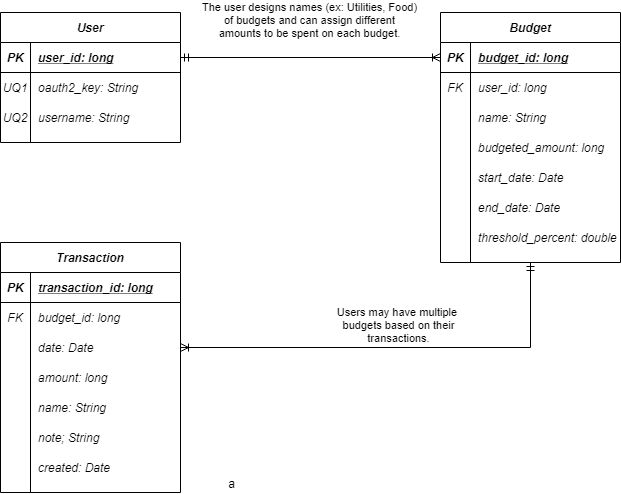 The user designs names (ex: Utilities, Food)
of budgets and can assign different
amounts to be spent on each budget.
User
PK user_id: long
UQ1 oauth2_key: String
UQ2 username: String
Budget
PK budget_id: long
FK user_id: long
name: String
budgeted_amount: long
start_date: Date
end_date: Date
threshold_percent: double
Transaction
PK transaction_id: long
FK budget_id: long
date: Date
amount: long
name: String
note; String
created: Date
Users may have multiple
budgets based on their
transactions.
a